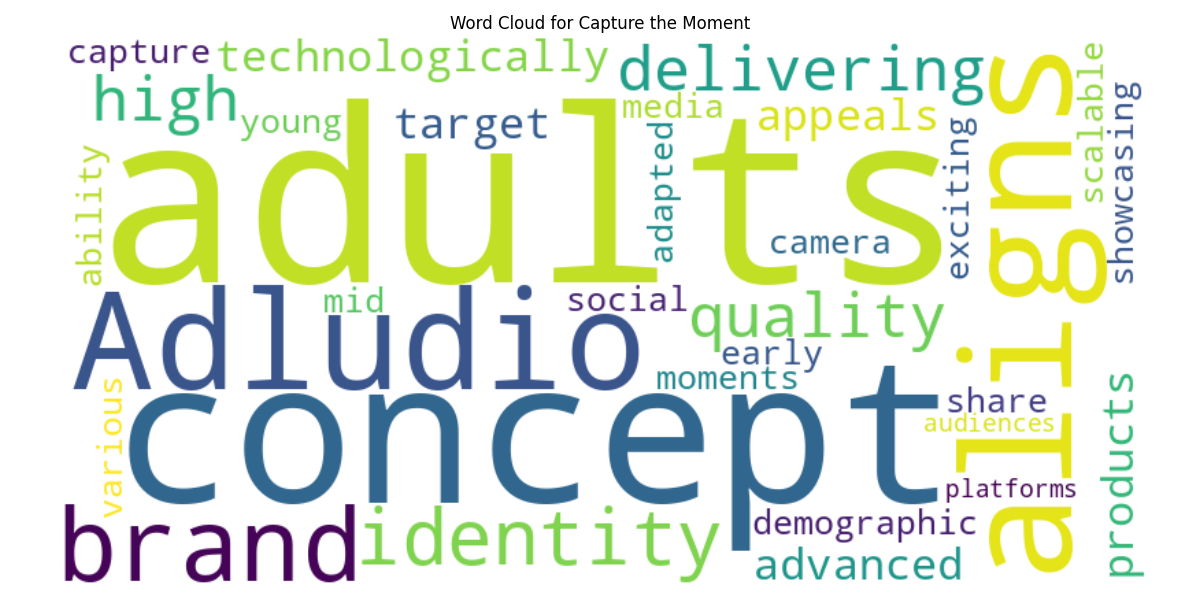 Word Cloud for Capture the Moment
capture
technologically
delivering
high
young
target
media
appeals
aligns
scalable
showcasing
exciting
adapted
ability
adults
camera
mid
social
quality
Adludio
early
moments
various
concept
share
audiences
products
platforms
brand
identity
demographic
advanced